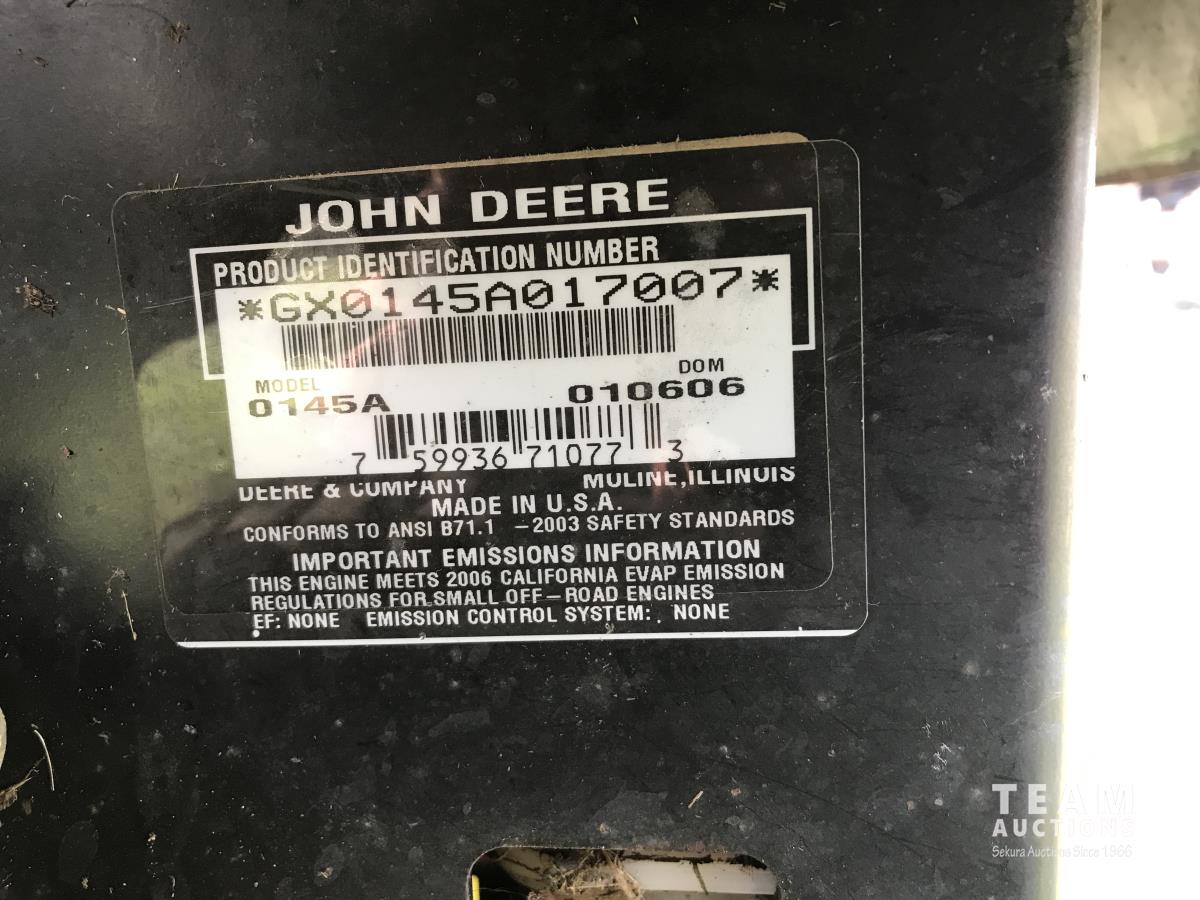 JOHN DEERE
PRODUCT IDENTIFICATION NUMBER
*GX0145A017007*
MODEL DOM
0145A 010606
7 59936 71077 3
DEERE & COMPANY MOLINE, ILLINOIS
MADE IN U.S.A.
CONFORMS TO ANSI B71.1 -2003 SAFETY STANDARDS
IMPORTANT EMISSIONS INFORMATION
THIS ENGINE MEETS 2006 CALIFORNIA EVAP EMISSION
REGULATIONS FOR SMALL OFF-ROAD ENGINES
EF: NONE EMISSION CONTROL SYSTEM: NONE
TEAM
AUCTIONS
Sekura Auctions Since 1966